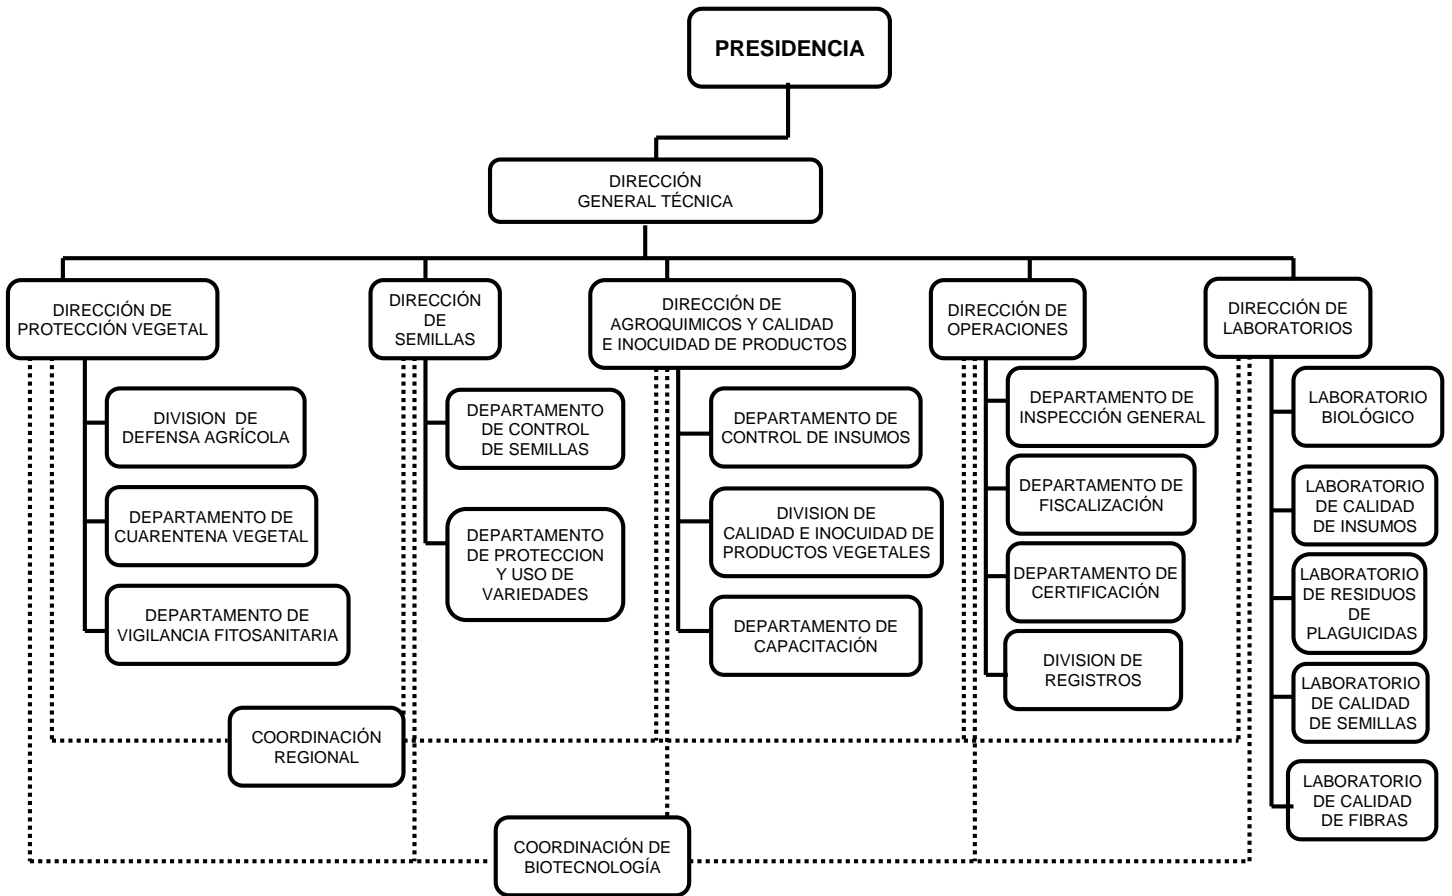 PRESIDENCIA
DIRECCIÓN
GENERAL TÉCNICA
DIRECCIÓN DE
PROTECCIÓN VEGETAL
DIRECCIÓN
DE
SEMILLAS
DIRECCIÓN DE
AGROQUIMICOS Y CALIDAD
E INOCUIDAD DE PRODUCTOS
DIRECCIÓN DE
OPERACIONES
DIRECCIÓN DE
LABORATORIOS
DIVISION DE
DEFENSA AGRÍCOLA
DEPARTAMENTO DE
CUARENTENA VEGETAL
DEPARTAMENTO DE
VIGILANCIA FITOSANITARIA
DEPARTAMENTO
DE CONTROL
DE SEMILLAS
DEPARTAMENTO
DE PROTECCION
Y USO DE
VARIEDADES
DEPARTAMENTO DE
CONTROL DE INSUMOS
DIVISION DE
CALIDAD E INOCUIDAD DE
PRODUCTOS VEGETALES
DEPARTAMENTO DE
CAPACITACIÓN
DEPARTAMENTO DE
INSPECCIÓN GENERAL
DEPARTAMENTO DE
FISCALIZACIÓN
DEPARTAMENTO DE
CERTIFICACIÓN
DIVISION DE
REGISTROS
LABORATORIO
BIOLÓGICO
LABORATORIO
DE CALIDAD
DE INSUMOS
LABORATORIO
DE RESIDUOS
DE
PLAGUICIDAS
LABORATORIO
DE CALIDAD
DE SEMILLAS
LABORATORIO
DE CALIDAD
DE FIBRAS
COORDINACIÓN
REGIONAL
COORDINACIÓN DE
BIOTECNOLOGÍA